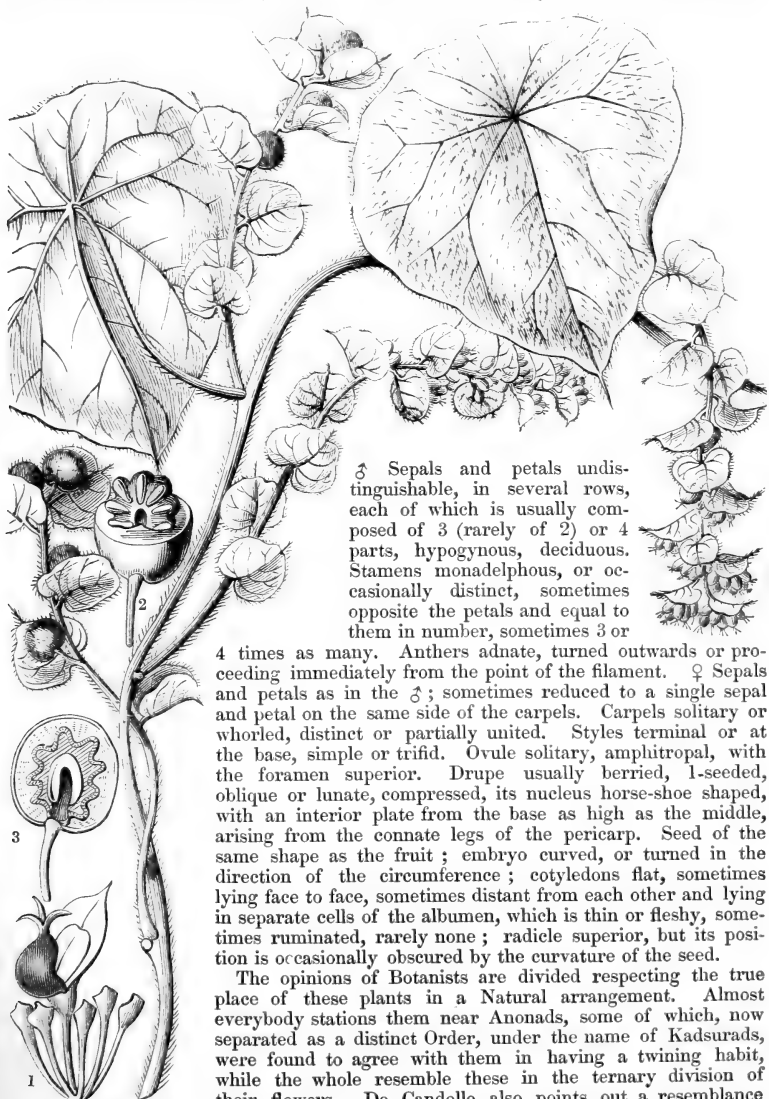 ♂ Sepals and petals undis-
tinguishable, in several rows,
each of which is usually com-
posed of 3 (rarely of 2) or 4
parts, hypogynous, deciduous.
Stamens monadelphous, or oc-
casionally distinct, sometimes
opposite the petals and equal to
them in number, sometimes 3 or
4 times as many. Anthers adnate, turned outwards or pro-
ceeding immediately from the point of the filament. ♀ Sepals
and petals as in the ♂; sometimes reduced to a single sepal
and petal on the same side of the carpels. Carpels solitary or
whorled, distinct or partially united. Styles terminal or at
the base, simple or trifid. Ovule solitary, amphitropal, with
the foramen superior. Drupe usually berried, 1-seeded,
oblique or lunate, compressed, its nucleus horse-shoe shaped,
with an interior plate from the base as high as the middle,
arising from the connate legs of the pericarp. Seed of the
same shape as the fruit; embryo curved, or turned in the
direction of the circumference; cotyledons flat, sometimes
lying face to face, sometimes distant from each other and lying
in separate cells of the albumen, which is thin or fleshy, some-
times ruminated, rarely none; radicle superior, but its posi-
tion is occasionally obscured by the curvature of the seed.
The opinions of Botanists are divided respecting the true
place of these plants in a Natural arrangement. Almost
everybody stations them near Anonads, some of which, now
separated as a distinct Order, under the name of Kadsurads,
were found to agree with them in having a twining habit,
while the whole resemble these in the ternary division of
their flowers. De Candolle also points out a resemblance
2
3
1